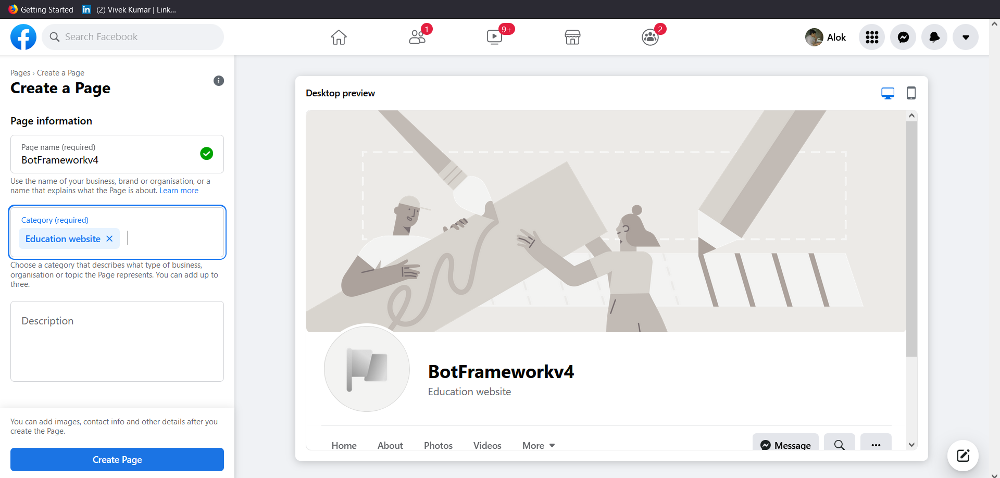 Getting Started (2) Vivek Kumar | Link...
Search Facebook
1
9+
2
Alok
Pages › Create a Page
Create a Page
Page information
Page name (required)
BotFrameworkv4
Use the name of your business, brand or organisation, or a
name that explains what the Page is about. Learn more
Category (required)
Education website
Choose a category that describes what type of business,
organisation or topic the Page represents. You can add up to
three.
Description
You can add images, contact info and other details after you
create the Page.
Create Page
Desktop preview
BotFrameworkv4
Education website
Home About Photos Videos More Message